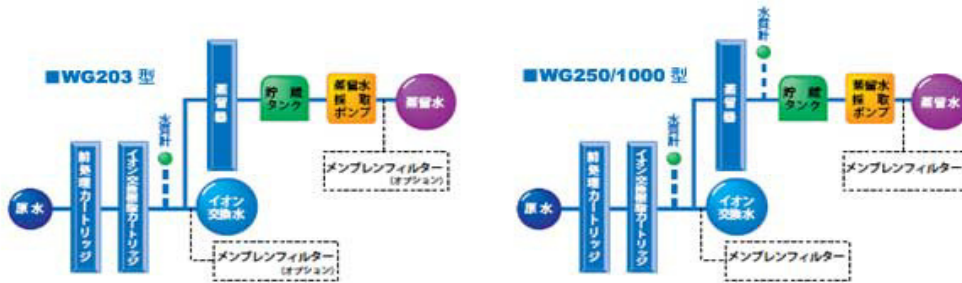 ■WG203 型
水質計
蒸留器
貯蔵
タンク
蒸留水
採取
ポンプ
蒸留水
メンブレンフィルター
(オプション)
原水
前処理カートリッジ
イオン交換樹脂カートリッジ
イオン
交換水
メンブレンフィルター
(オプション)
■WG250/1000 型
水質計
水質計
蒸留器
貯蔵
タンク
蒸留水
採取
ポンプ
蒸留水
メンブレンフィルター
原水
前処理カートリッジ
イオン交換樹脂カートリッジ
イオン
交換水
メンブレンフィルター